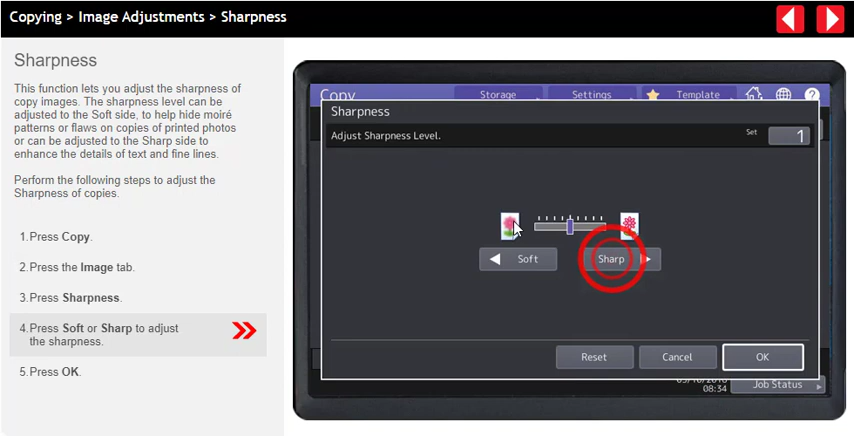 Copying > Image Adjustments > Sharpness
Sharpness
This function lets you adjust the sharpness of
copy images. The sharpness level can be
adjusted to the Soft side, to help hide moiré
patterns or flaws on copies of printed photos
or can be adjusted to the Sharp side to
enhance the details of text and fine lines.
Perform the following steps to adjust the
Sharpness of copies.
1.Press Copy.
2.Press the Image tab.
3.Press Sharpness.
4.Press Soft or Sharp to adjust
the sharpness.
5.Press OK.
Copy Storage Settings Template ?
Sharpness
Adjust Sharpness Level. Set 1
Soft Sharp
Reset Cancel OK
08:34 Job Status